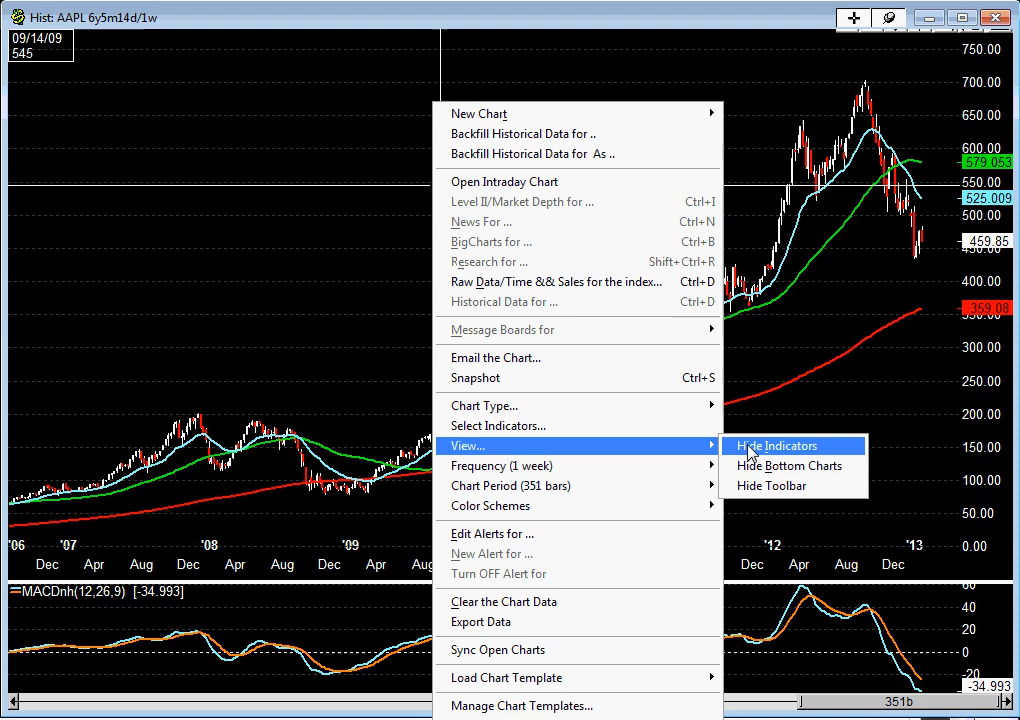 Hist: AAPL 6y5m14d/1w
09/14/09
545
750.00
700.00
650.00
600.00
579.053
550.00
525.009
500.00
459.85
400.00
359.08
300.00
250.00
200.00
150.00
100.00
50.00
0.00
New Chart
Backfill Historical Data for ..
Backfill Historical Data for  As ..
Open Intraday Chart
Level II/Market Depth for ... Ctrl+I
News For ... Ctrl+N
BigCharts for ... Ctrl+B
Research for ... Shift+Ctrl+R
Raw Data/Time && Sales for the index... Ctrl+D
Historical Data for ... Ctrl+D
Message Boards for
Email the Chart...
Snapshot Ctrl+S
Chart Type...
Select Indicators...
View...
Frequency (1 week)
Chart Period (351 bars)
Color Schemes
Edit Alerts for ...
New Alert for ...
Turn OFF Alert for
Clear the Chart Data
Export Data
Sync Open Charts
Load Chart Template
Manage Chart Templates...
Hide Indicators
Hide Bottom Charts
Hide Toolbar
'06 '07 '08 '09 '12 '13
Dec Apr Aug Dec Apr Aug Dec Apr Aug Dec Apr Aug Dec
MACDnh(12,26,9) [-34.993]
60
40
20
0
-20
-34.993
351b